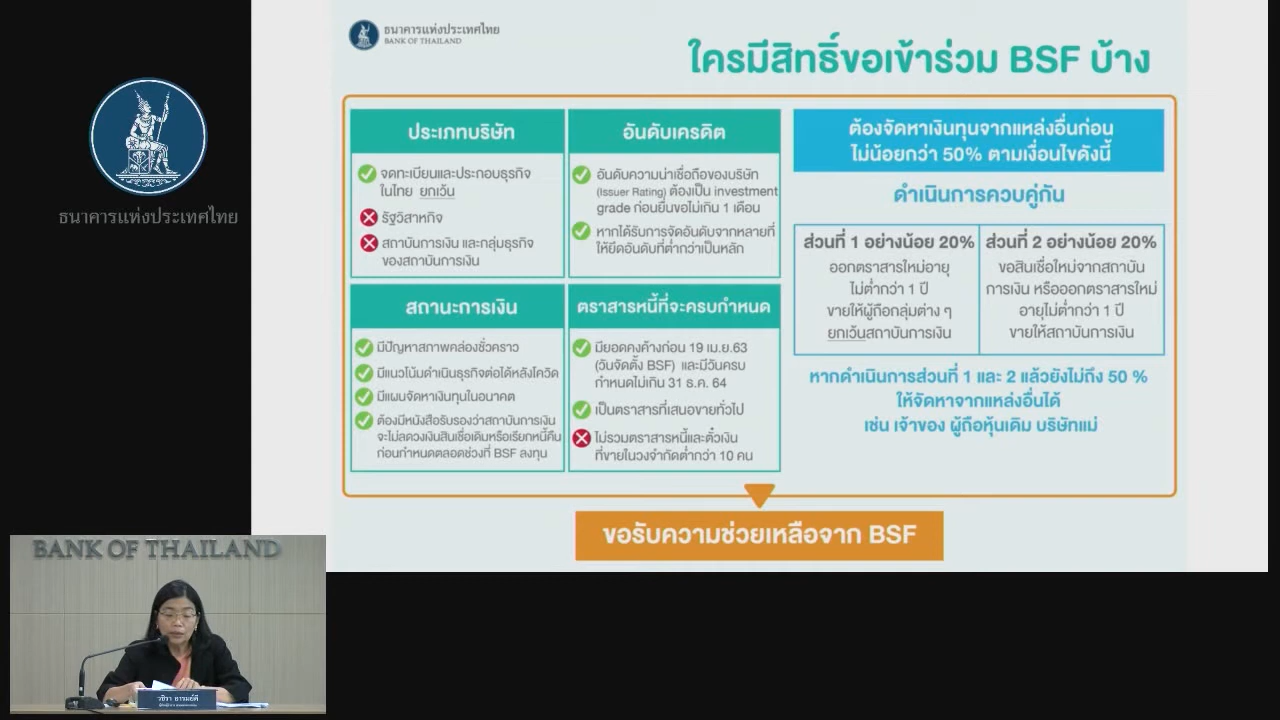 ธนาคารแห่งประเทศไทย
ธนาคารแห่งประเทศไทย
BANK OF THAILAND
ใครมีสิทธิ์ขอเข้าร่วม BSF บ้าง
ประเภทบริษัท
จดทะเบียนและประกอบธุรกิจ
ในไทย ยกเว้น
รัฐวิสาหกิจ
สถาบันการเงิน และกลุ่มธุรกิจ
ของสถาบันการเงิน
อันดับเครดิต
อันดับความน่าเชื่อถือของบริษัท
(Issuer Rating) ต้องเป็น investment
grade ก่อนยื่นขอไม่เกิน 1 เดือน
หากได้รับการจัดอันดับจากหลายที่
ให้ยึดอันดับที่ต่ำกว่าเป็นหลัก
สถานะการเงิน
มีปัญหาสภาพคล่องชั่วคราว
มีแนวโน้มดำเนินธุรกิจต่อได้หลังโควิด
มีแผนจัดหาเงินทุนในอนาคต
ต้องมีหนังสือรับรองว่าสถาบันการเงิน
จะไม่ลดวงเงินสินเชื่อเดิมหรือเรียกหนี้คืน
ก่อนกำหนดตลอดช่วงที่ BSF ลงทุน
ตราสารหนี้ที่จะครบกำหนด
มียอดคงค้างก่อน 19 เม.ย.63
(วันจัดตั้ง BSF) และมีวันครบ
กำหนดไม่เกิน 31 ธ.ค. 64
เป็นตราสารที่เสนอขายทั่วไป
ไม่รวมตราสารหนี้และตั๋วเงิน
ที่ขายในวงจำกัดต่ำกว่า 10 คน
ต้องจัดหาเงินทุนจากแหล่งอื่นก่อน
ไม่น้อยกว่า 50% ตามเงื่อนไขดังนี้
ดำเนินการควบคู่กัน
ส่วนที่ 1 อย่างน้อย 20%
ออกตราสารใหม่อายุ
ไม่ต่ำกว่า 1 ปี
ขายให้ผู้ถือกลุ่มต่าง ๆ
ยกเว้นสถาบันการเงิน
ส่วนที่ 2 อย่างน้อย 20%
ขอสินเชื่อใหม่จากสถาบัน
การเงิน หรือออกตราสารใหม่
อายุไม่ต่ำกว่า 1 ปี
ขายให้สถาบันการเงิน
หากดำเนินการส่วนที่ 1 และ 2 แล้วยังไม่ถึง 50 %
ให้จัดหาจากแหล่งอื่นได้
เช่น เจ้าของ ผู้ถือหุ้นเดิม บริษัทแม่
ขอรับความช่วยเหลือจาก BSF
BANK OF THAILAND
วชิรา อารมย์ดี